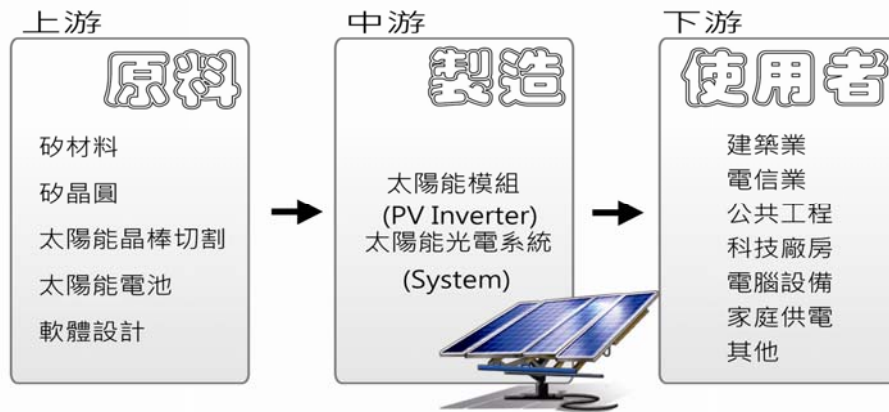 上游
原料
矽材料
矽晶圓
太陽能晶棒切割
太陽能電池
軟體設計
中游
製造
太陽能模組
(PV Inverter)
太陽能光電系統
(System)
下游
使用者
建築業
電信業
公共工程
科技廠房
電腦設備
家庭供電
其他